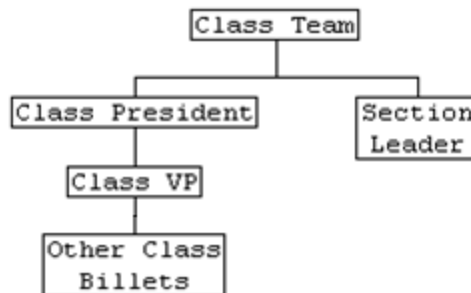 Class Team
Class President
Section
Leader
Class VP
Other Class
Billets